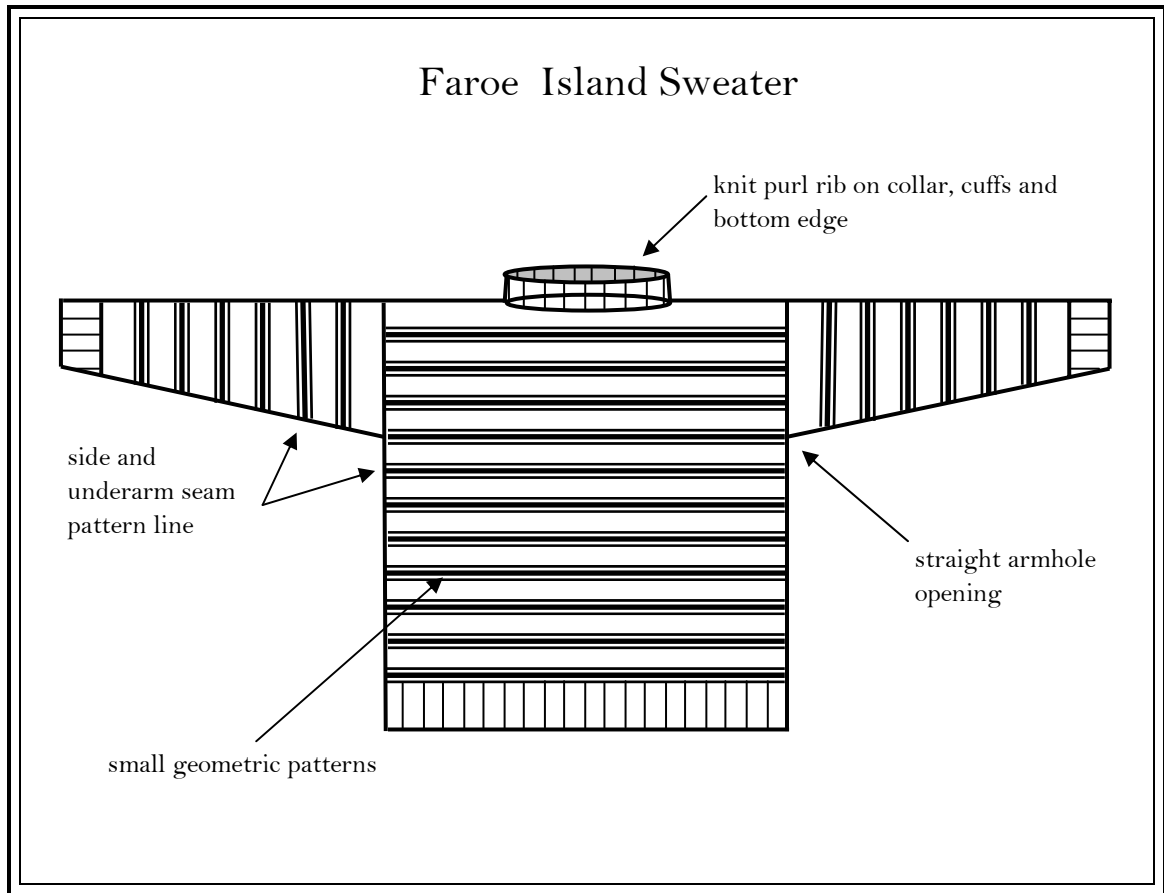 Faroe Island Sweater
knit purl rib on collar, cuffs and
bottom edge
side and
underarm seam
pattern line
straight armhole
opening
small geometric patterns